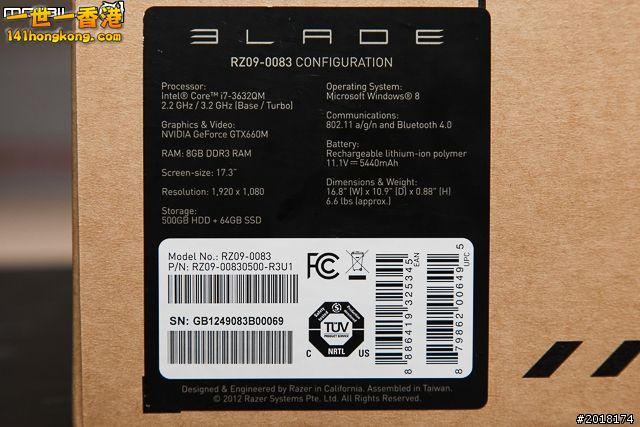 一世一香港
141hongkong.com
BLADE
RZ09-0083 CONFIGURATION
Processor:
Intel® Core™ i7-3632QM
2.2 GHz / 3.2 GHz (Base / Turbo)
Graphics & Video:
NVIDIA GeForce GTX660M
RAM: 8GB DDR3 RAM
Screen-size: 17.3"
Resolution: 1,920 x 1,080
Storage:
500GB HDD + 64GB SSD
Operating System:
Microsoft Windows® 8
Communications:
802.11 a/g/n and Bluetooth 4.0
Battery:
Rechargeable lithium-ion polymer
11.1V = 5440mAh
Dimensions & Weight:
16.8" (W) x 10.9" (D) x 0.88" (H)
6.6 lbs (approx.)
Model No.: RZ09-0083
P/N: RZ09-00830500-R3U1
SN: GB1249083B00069
FC
TÜV
PRODUCT SERVICE
C NRTL US
8 886419 325345
EAN
8 79862 00649 5
UPC
Designed & Engineered by Razer in California. Assembled in Taiwan.
© 2012 Razer Systems Pte. Ltd. All Rights Reserved.
#2018174